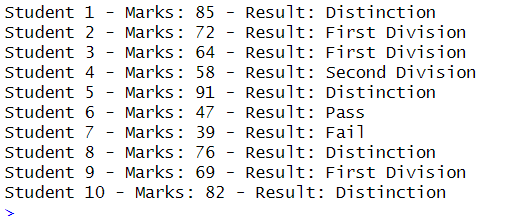 Student 1 - Marks: 85 - Result: Distinction
Student 2 - Marks: 72 - Result: First Division
Student 3 - Marks: 64 - Result: First Division
Student 4 - Marks: 58 - Result: Second Division
Student 5 - Marks: 91 - Result: Distinction
Student 6 - Marks: 47 - Result: Pass
Student 7 - Marks: 39 - Result: Fail
Student 8 - Marks: 76 - Result: Distinction
Student 9 - Marks: 69 - Result: First Division
Student 10 - Marks: 82 - Result: Distinction
>